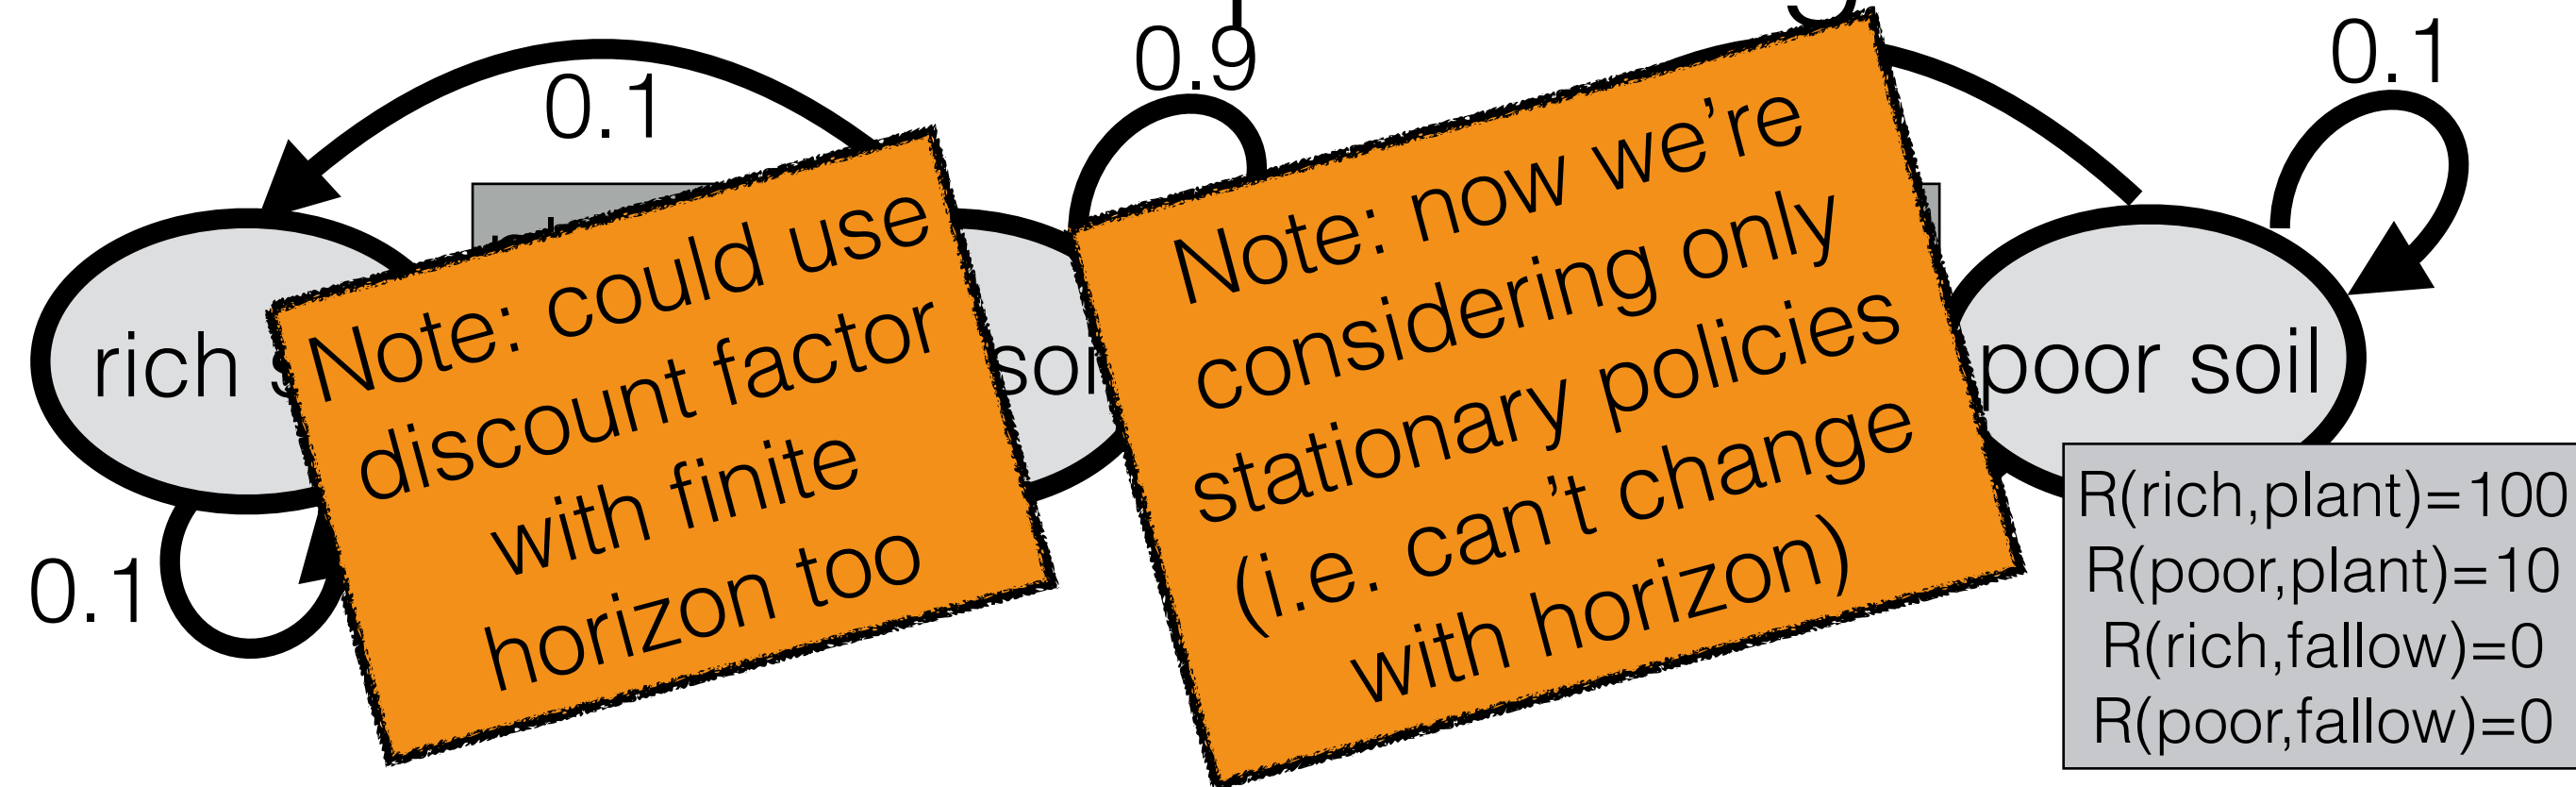 0.1
0.9
0.1
rich
Note: could use
discount factor
with finite
horizon too
Note: now we're
considering only
stationary policies
(i.e. can't change
with horizon)
poor soil
0.1
R(rich,plant)=100
R(poor,plant)=10
R(rich,fallow)=0
R(poor,fallow)=0